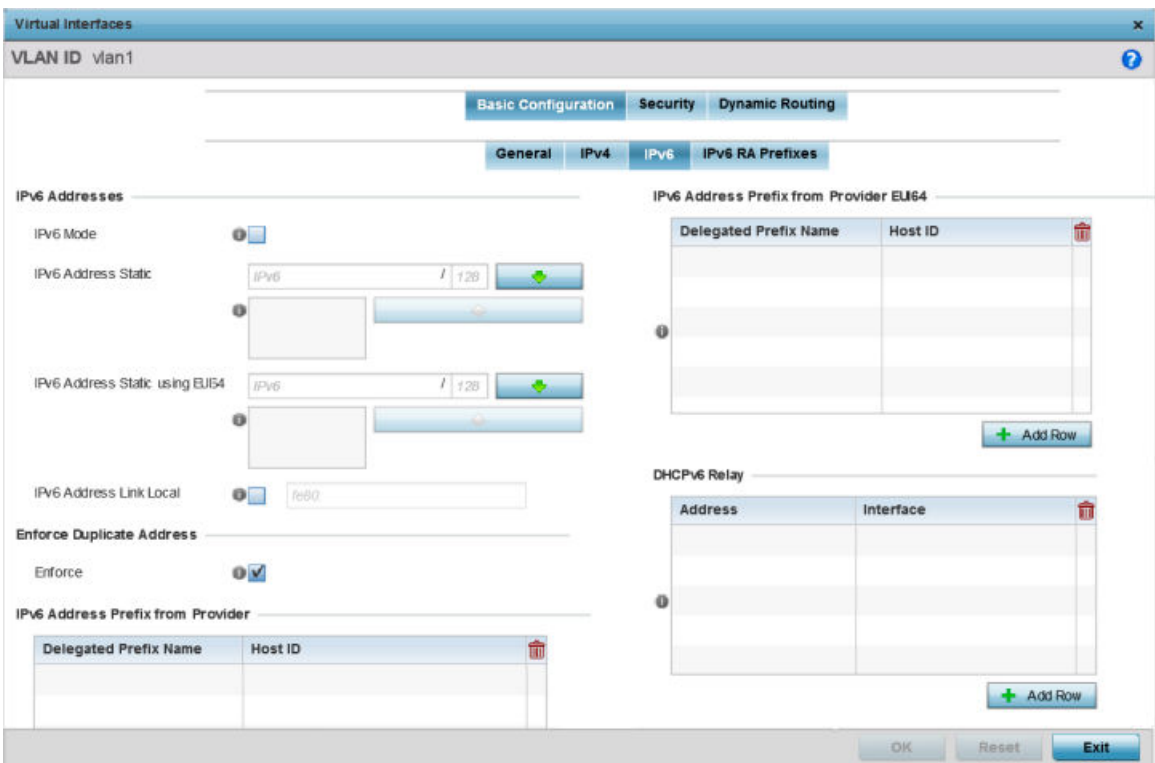 Virtual Interfaces
VLAN ID vlan1
Basic Configuration Security Dynamic Routing
General IPv4 IPv6 IPv6 RA Prefixes
IPv6 Addresses
IPv6 Mode
IPv6 Address Static
IPv6 / 128
IPv6 Address Static using EUI64
IPv6 / 128
IPv6 Address Link Local
fe80:
Enforce Duplicate Address
Enforce
IPv6 Address Prefix from Provider
Delegated Prefix Name Host ID
IPv6 Address Prefix from Provider EUI64
Delegated Prefix Name Host ID
Add Row
DHCPv6 Relay
Address Interface
Add Row
OK Reset Exit